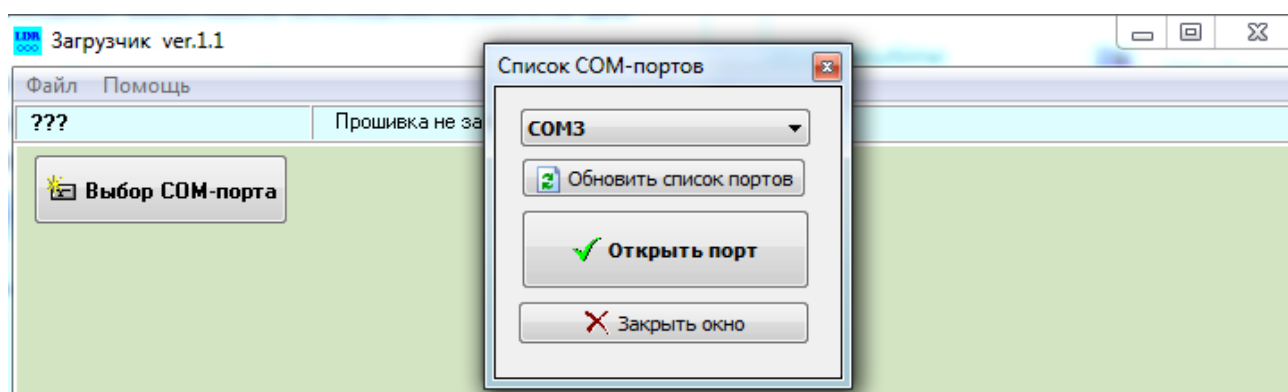 LDR
Загрузчик ver.1.1
Файл Помощь
??? Прошивка не за
Выбор COM-порта
Список COM-портов
COM3
Обновить список портов
Открыть порт
Закрыть окно